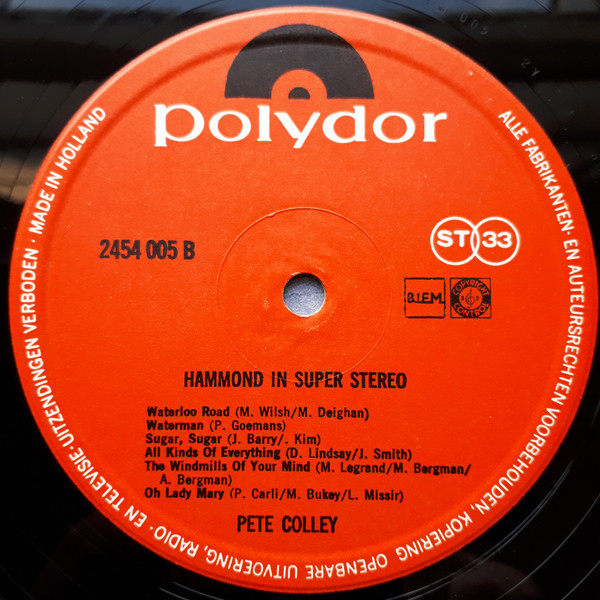 polydor
2454 005 B
ST 33
B.I.E.M.
COPYRIGHT CONTROL
HAMMOND IN SUPER STEREO
Waterloo Road (M. Wilsh/M. Deighan)
Waterman (P. Goemans)
Sugar, Sugar (J. Barry/. Kim)
All Kinds Of Everything (D. Lindsay/J. Smith)
The Windmills Of Your Mind (M. Legrand/M. Bergman/
A. Bergman)
Oh Lady Mary (P. Carli/M. Bukey/L. Missir)
PETE COLLEY
ALLE FABRIKANTEN- EN AUTEURSRECHTEN VOORBEHOUDEN, KOPIERING OPENBARE UITVOERING, RADIO- EN TELEVISIE-UITZENDINGEN VERBODEN · MADE IN HOLLAND